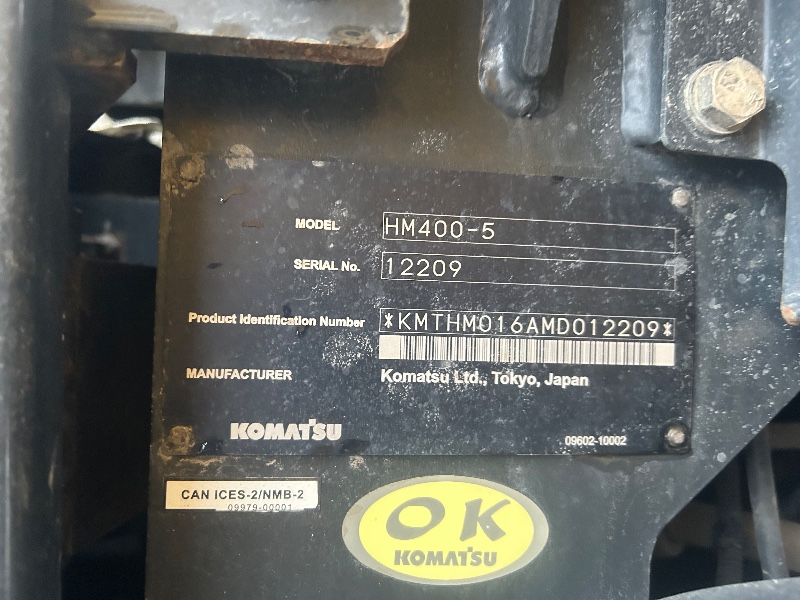 MODEL HM400-5
SERIAL No. 12209
Product Identification Number *KMTHM016AMD012209*
MANUFACTURER Komatsu Ltd., Tokyo, Japan
KOMATSU 09602-10002
CAN ICES-2/NMB-2
09979-00001
OK
KOMATSU